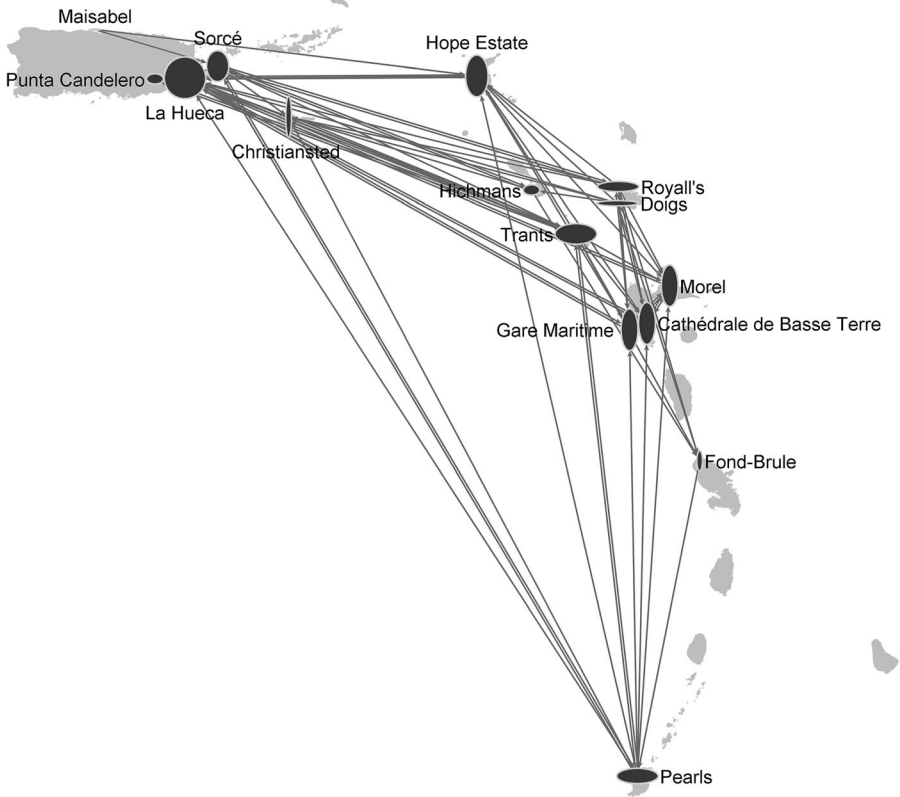 Maisabel
Sorcé
Hope Estate
Punta Candelero
La Hueca
Christiansted
Hichmans
Royall's
Doigs
Trants
Morel
Gare Maritime
Cathédrale de Basse Terre
Fond-Brule
Pearls